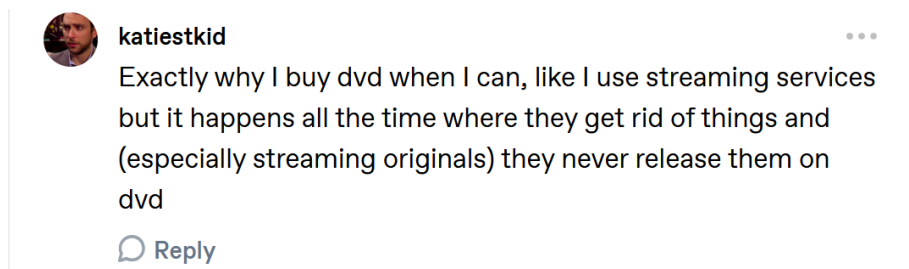 katiestkid
Exactly why I buy dvd when I can, like I use streaming services
but it happens all the time where they get rid of things and
(especially streaming originals) they never release them on
dvd
Reply